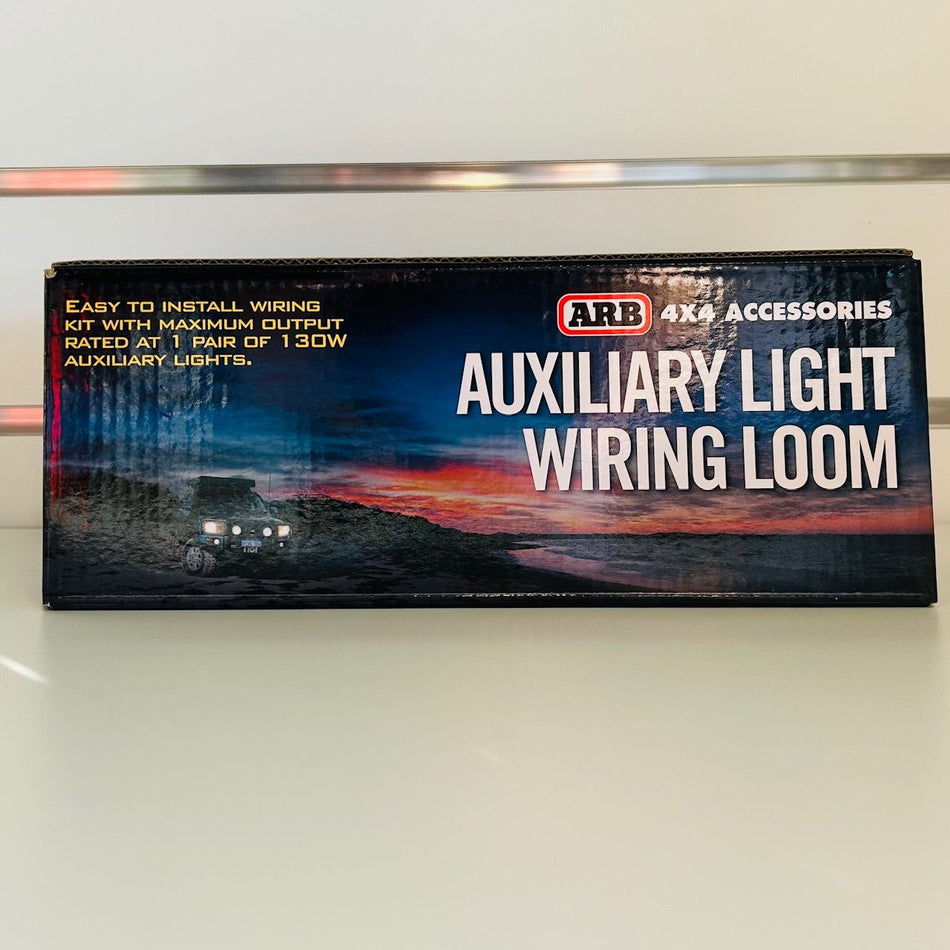 EASY TO INSTALL WIRING
KIT WITH MAXIMUM OUTPUT
RATED AT 1 PAIR OF 130W
AUXILIARY LIGHTS.
ARB 4X4 ACCESSORIES
AUXILIARY LIGHT
WIRING LOOM